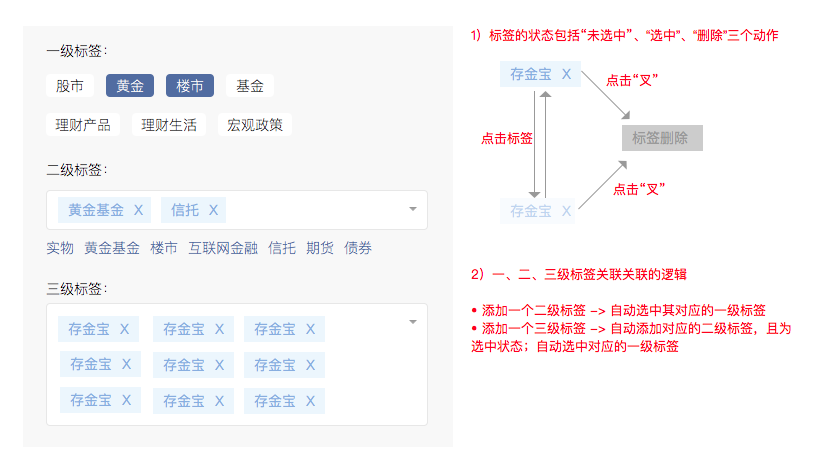 一级标签：
股市 黄金 楼市 基金
理财产品 理财生活 宏观政策
二级标签：
黄金基金 X 信托 X
实物 黄金基金 楼市 互联网金融 信托 期货 债券
三级标签：
存金宝 X 存金宝 X 存金宝 X
存金宝 X 存金宝 X 存金宝 X
存金宝 X 存金宝 X 存金宝 X
1）标签的状态包括“未选中”、“选中”、“删除”三个动作
存金宝 X
点击“叉”
点击标签
标签删除
点击“叉”
存金宝 X
2）一、二、三级标签关联关联的逻辑
• 添加一个二级标签 –> 自动选中其对应的一级标签
• 添加一个三级标签 –> 自动添加对应的二级标签，且为
选中状态；自动选中对应的一级标签